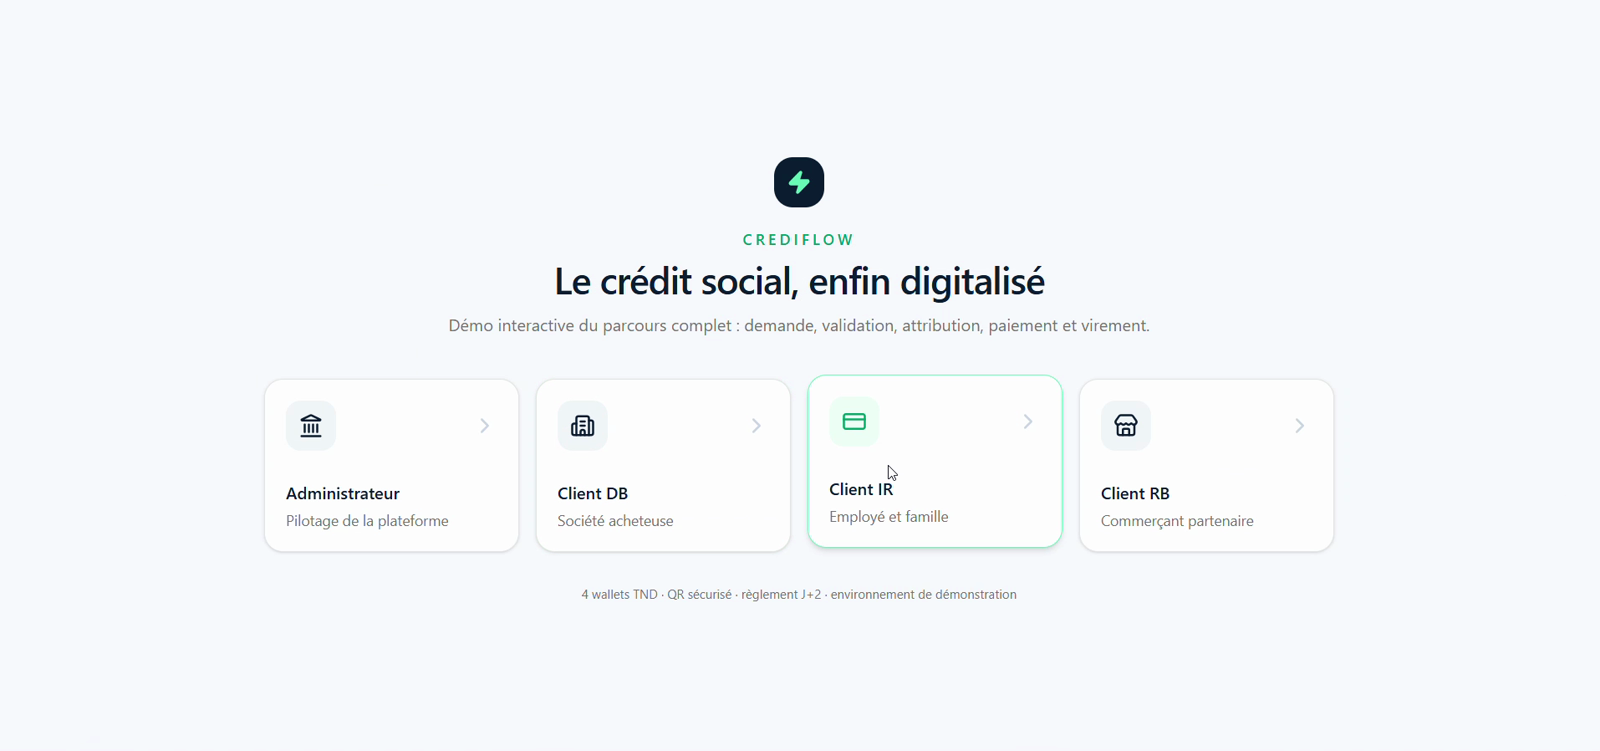 CREDIFLOW
Le crédit social, enfin digitalisé
Démo interactive du parcours complet : demande, validation, attribution, paiement et virement.
Administrateur
Pilotage de la plateforme
Client DB
Société acheteuse
Client IR
Employé et famille
Client RB
Commerçant partenaire
4 wallets TND · QR sécurisé · règlement J+2 · environnement de démonstration